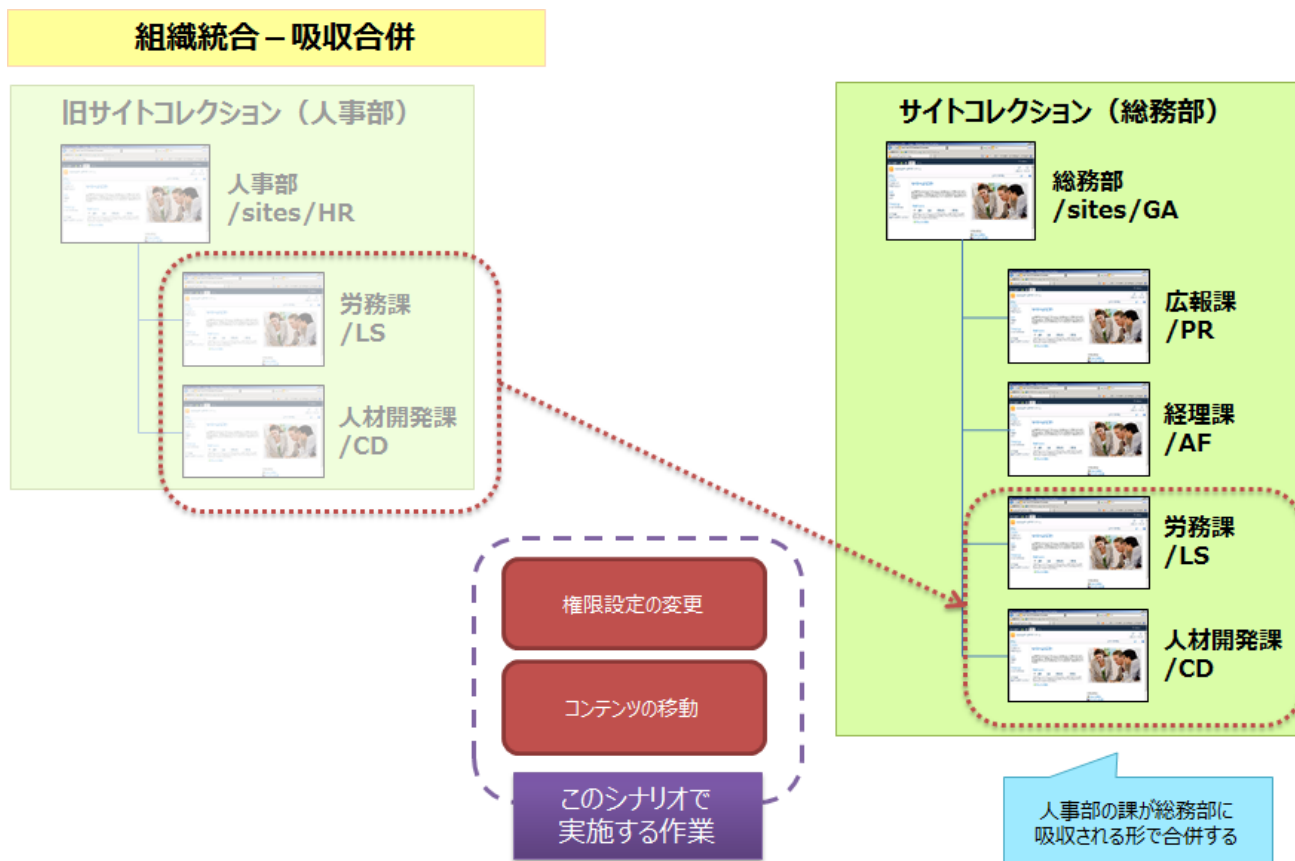 組織統合－吸収合併
旧サイトコレクション（人事部）
人事部
/sites/HR
労務課
/LS
人材開発課
/CD
サイトコレクション（総務部）
総務部
/sites/GA
広報課
/PR
経理課
/AF
労務課
/LS
人材開発課
/CD
権限設定の変更
コンテンツの移動
このシナリオで
実施する作業
人事部の課が総務部に
吸収される形で合併する